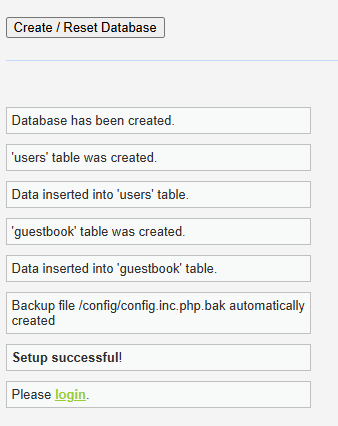 Create / Reset Database
Database has been created.
'users' table was created.
Data inserted into 'users' table.
'guestbook' table was created.
Data inserted into 'guestbook' table.
Backup file /config/config.inc.php.bak automatically
created
Setup successful!
Please login.